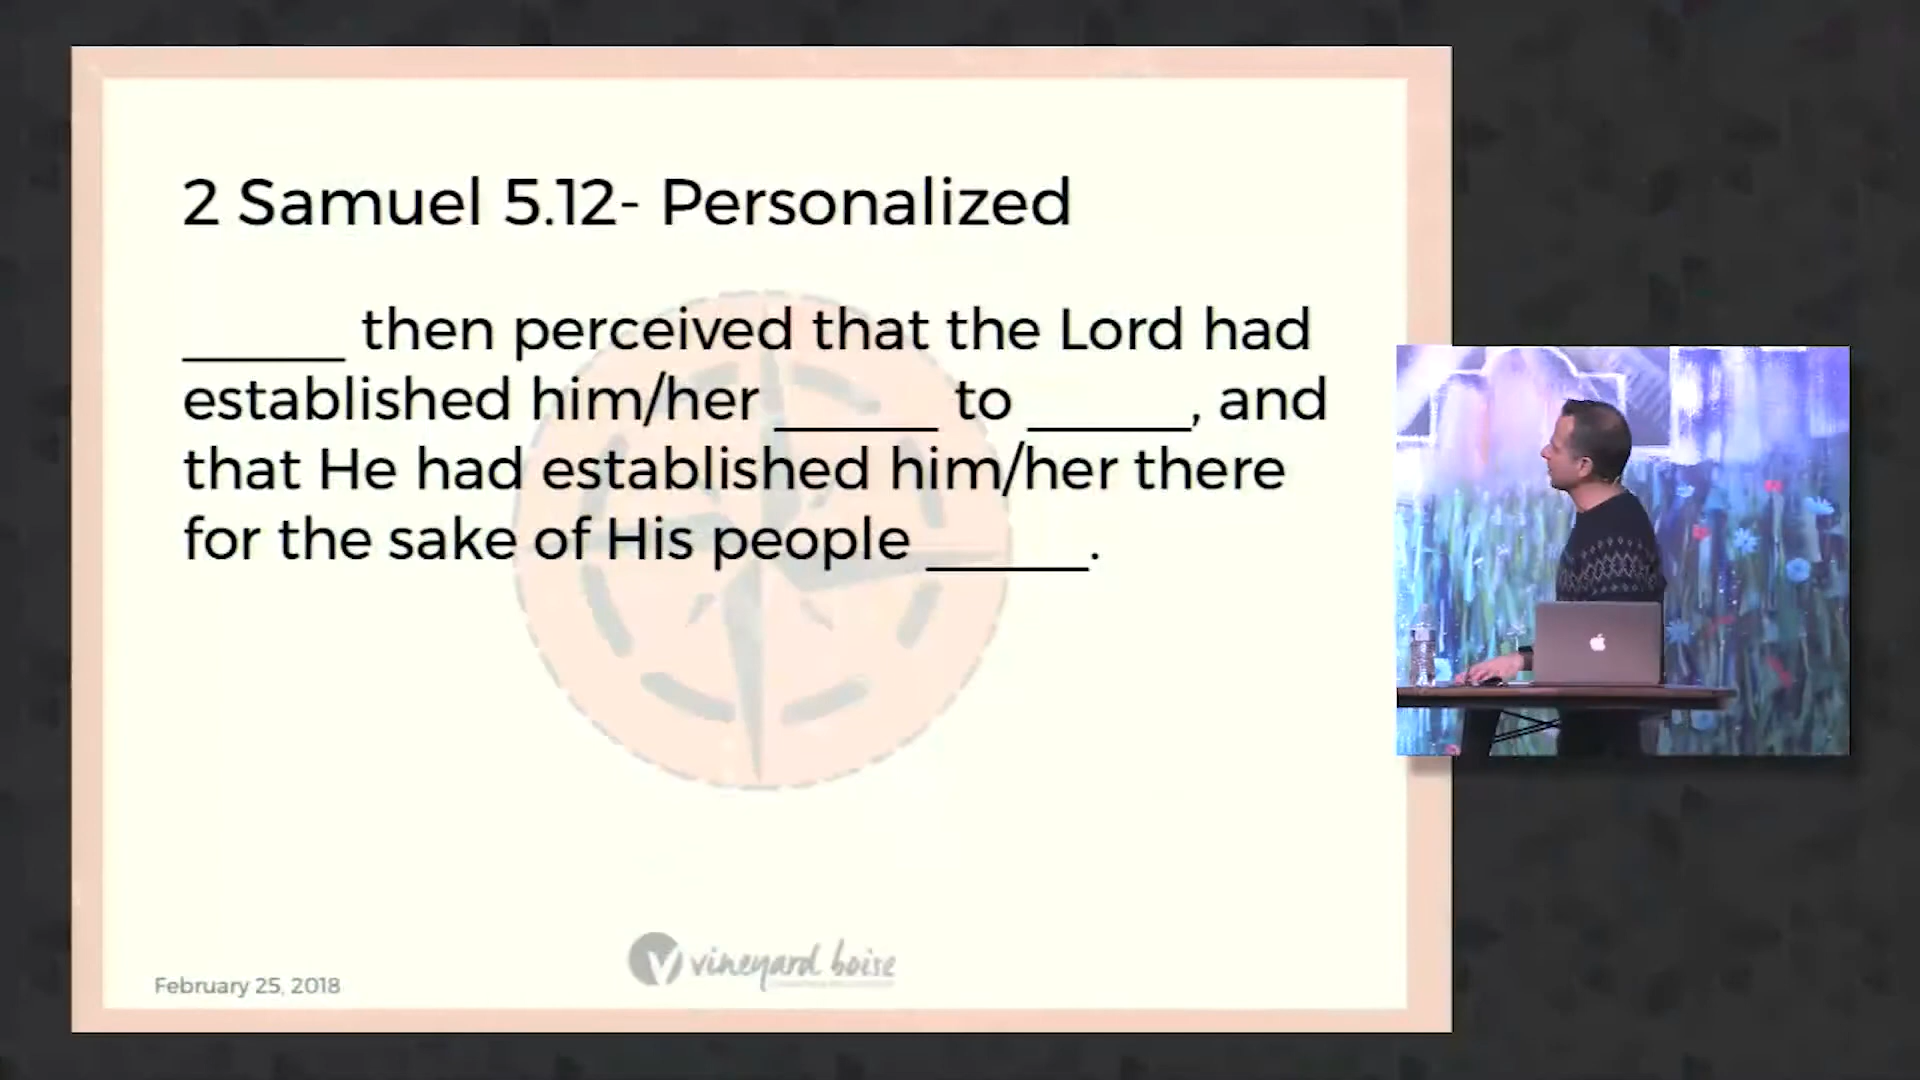 2 Samuel 5.12- Personalized
______ then perceived that the Lord had
established him/her ______ to ______, and
that He had established him/her there
for the sake of His people ______.
vineyard boise
February 25, 2018